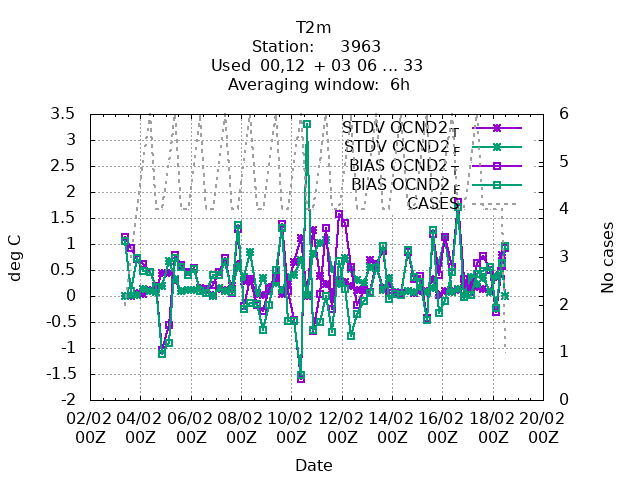 T2m
Station: 3963
Used 00,12 + 03 06 ... 33
Averaging window: 6h
STDV OCND2_T
STDV OCND2_F
BIAS OCND2_T
BIAS OCND2_F
CASES
3.5
3
2.5
2
1.5
1
0.5
0
-0.5
-1
-1.5
-2
deg C
6
5
4
3
2
1
0
No cases
02/02 04/02 06/02 08/02 10/02 12/02 14/02 16/02 18/02 20/02
00Z 00Z 00Z 00Z 00Z 00Z 00Z 00Z 00Z 00Z
Date